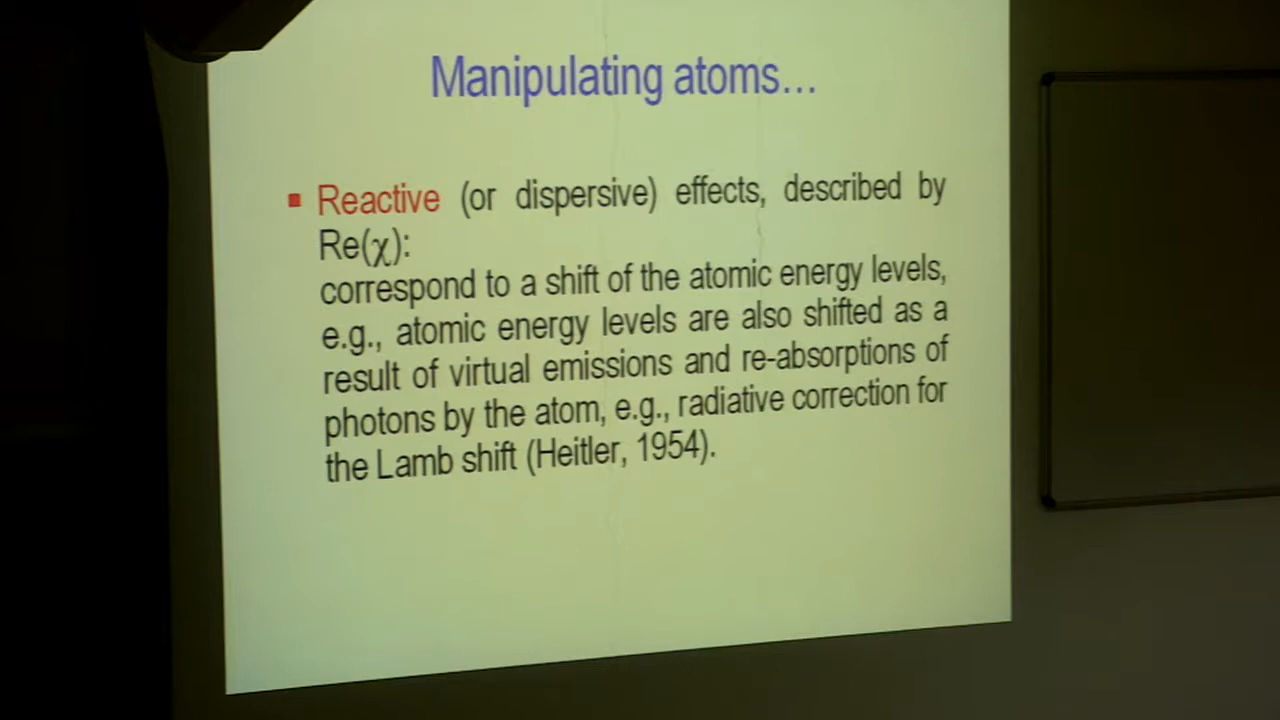 Manipulating atoms...
▪ Reactive (or dispersive) effects, described by
Re(χ):
correspond to a shift of the atomic energy levels,
e.g., atomic energy levels are also shifted as a
result of virtual emissions and re-absorptions of
photons by the atom, e.g., radiative correction for
the Lamb shift (Heitler, 1954).